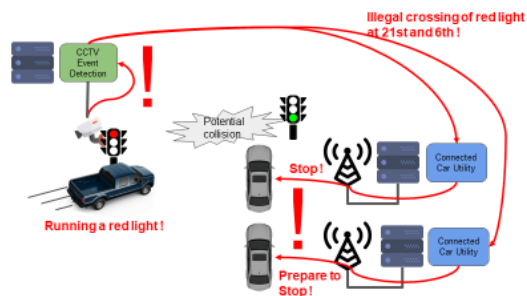 Illegal crossing of red light
at 21st and 6th !
CCTV
Event
Detection
Potential
collision
Stop !
Connected
Car Utility
Running a red light !
Prepare to
Stop !
Connected
Car Utility